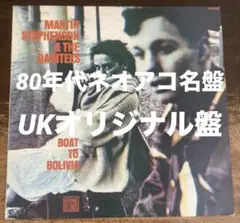 MARTIN
STEPHENSON
& THE
DAINTEES
80年代ネオアコ名盤
UKオリジナル盤
BOAT
TO
BOLIVIA